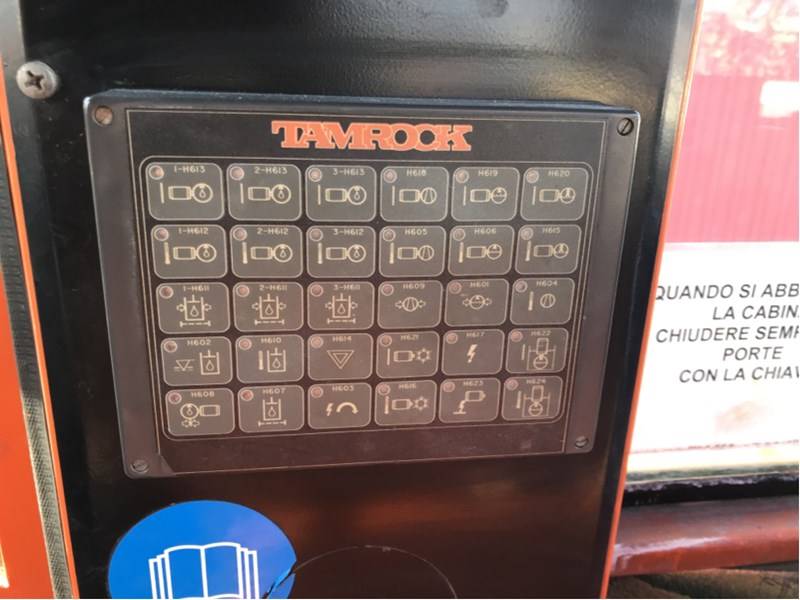 TAMROCK
1-H613 2-H613 3-H613 H618 H619 H620
1-H612 2-H612 3-H612 H605 H606 H615
1-H611 2-H611 3-H611 H609 H601 H604
H602 H610 H614 H621 H617 H622
H608 H607 H603 H616 H623 H624
QUANDO SI ABB
LA CABIN
CHIUDERE SEMP
PORTE
CON LA CHIAV